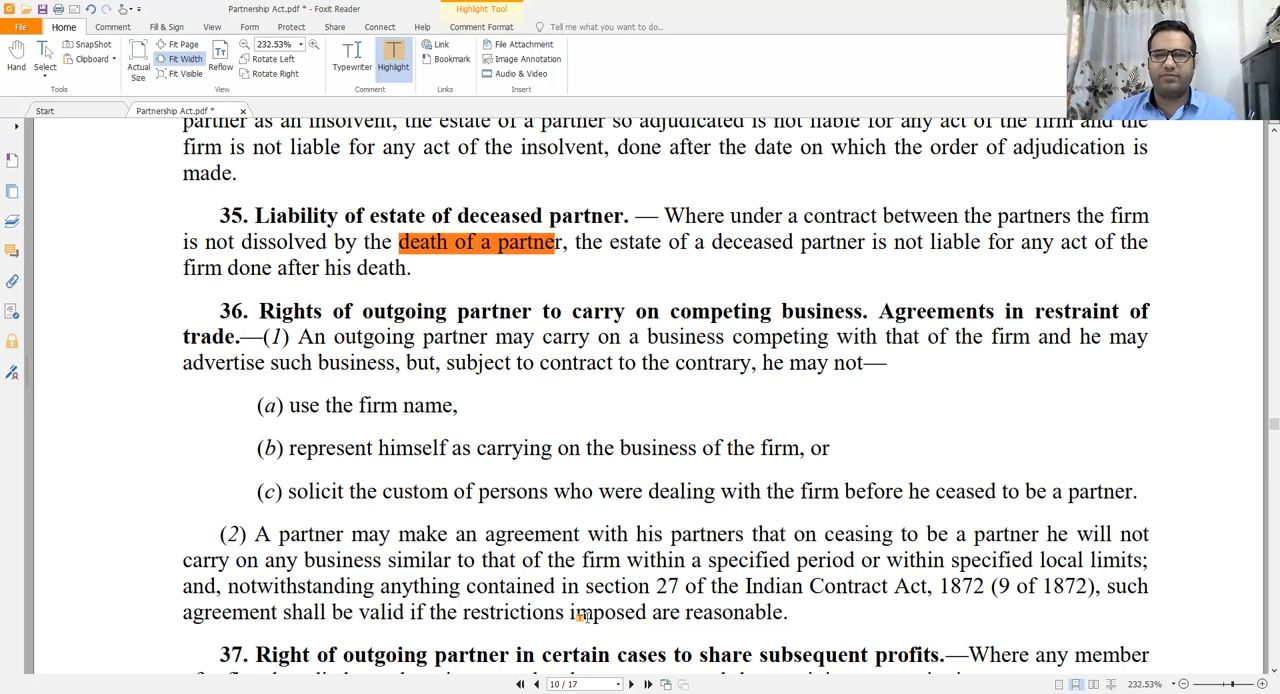 Partnership Act.pdf * - Foxit Reader
Highlight Tool
File Home Comment Fill & Sign View Form Protect Share Connect Help Comment Format Tell me what you want to do..
Hand
Select
SnapShot
Clipboard
Tools
Actual Size
Fit Page
Fit Width
Fit Visible
Reflow
232.53%
Rotate Left
Rotate Right
View
Typewriter
Highlight
Comment
Link
Bookmark
Links
File Attachment
Image Annotation
Audio & Video
Insert
Start
Partnership Act.pdf *
partner as an insolvent, the estate of a partner so adjudicated is not liable for any act of the firm and the
firm is not liable for any act of the insolvent, done after the date on which the order of adjudication is
made.
35. Liability of estate of deceased partner. — Where under a contract between the partners the firm
is not dissolved by the death of a partner, the estate of a deceased partner is not liable for any act of the
firm done after his death.
36. Rights of outgoing partner to carry on competing business. Agreements in restraint of
trade.—(1) An outgoing partner may carry on a business competing with that of the firm and he may
advertise such business, but, subject to contract to the contrary, he may not—
(a) use the firm name,
(b) represent himself as carrying on the business of the firm, or
(c) solicit the custom of persons who were dealing with the firm before he ceased to be a partner.
(2) A partner may make an agreement with his partners that on ceasing to be a partner he will not
carry on any business similar to that of the firm within a specified period or within specified local limits;
and, notwithstanding anything contained in section 27 of the Indian Contract Act, 1872 (9 of 1872), such
agreement shall be valid if the restrictions imposed are reasonable.
37. Right of outgoing partner in certain cases to share subsequent profits.—Where any member
10 / 17
232.53%